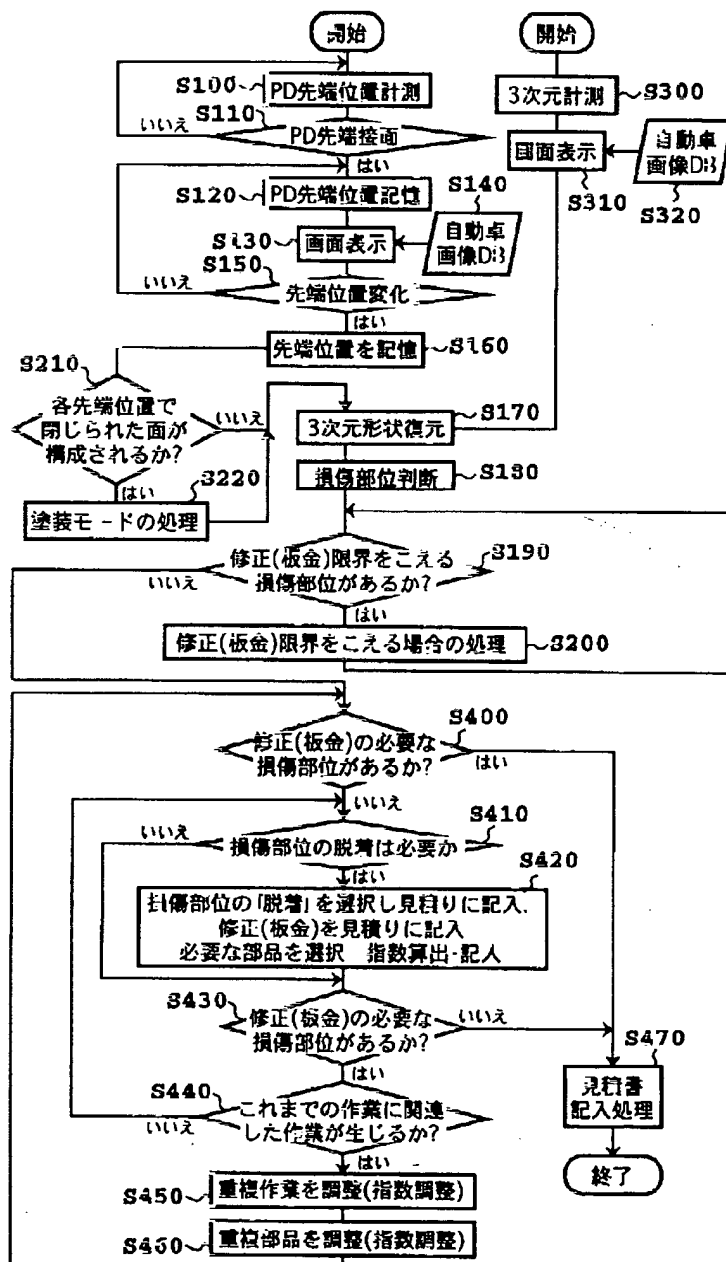 開始
S100
PD先端位置計測
S110
PD先端接面
いいえ
はい
S120
PD先端位置記憶
S130
画面表示
S140
自動車
画像DB
S150
先端位置変化
いいえ
はい
先端位置を記憶
S160
開始
3次元計測
S300
画面表示
S310
自動車
画像DB
S320
S210
各先端位置で
閉じられた面が
構成されるか?
いいえ
はい
S220
塗装モードの処理
3次元形状復元
S170
損傷部位判断
S180
修正(板金)限界をこえる
損傷部位があるか?
S190
いいえ
はい
修正(板金)限界をこえる場合の処理
S200
修正(板金)の必要な
損傷部位があるか?
S400
はい
いいえ
損傷部位の脱着は必要か
S410
いいえ
はい
S420
損傷部位の「脱着」を選択し見積りに記入.
修正(板金)を見積りに記入
必要な部品を選択 指数算出・記入
S430
修正(板金)の必要な
損傷部位があるか?
いいえ
はい
S440
これまでの作業に関連
した作業が生じるか?
いいえ
はい
S450
重複作業を調整(指数調整)
S460
重複部品を調整(指数調整)
S470
見積書
記入処理
終了